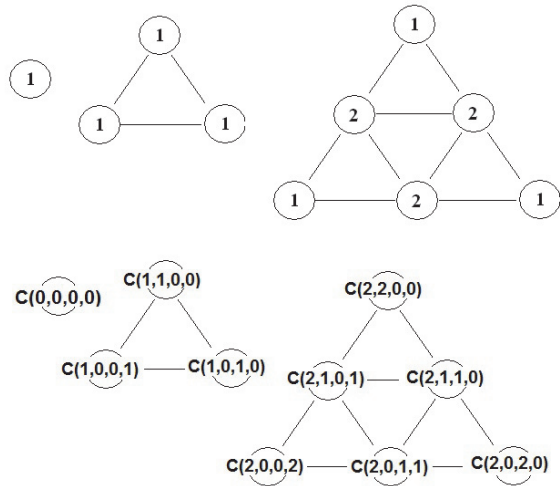 1
1
1 1
1
2 2
1 2 1
C(0,0,0,0)
C(1,1,0,0)
C(1,0,0,1) C(1,0,1,0)
C(2,2,0,0)
C(2,1,0,1) C(2,1,1,0)
C(2,0,0,2) C(2,0,1,1) C(2,0,2,0)